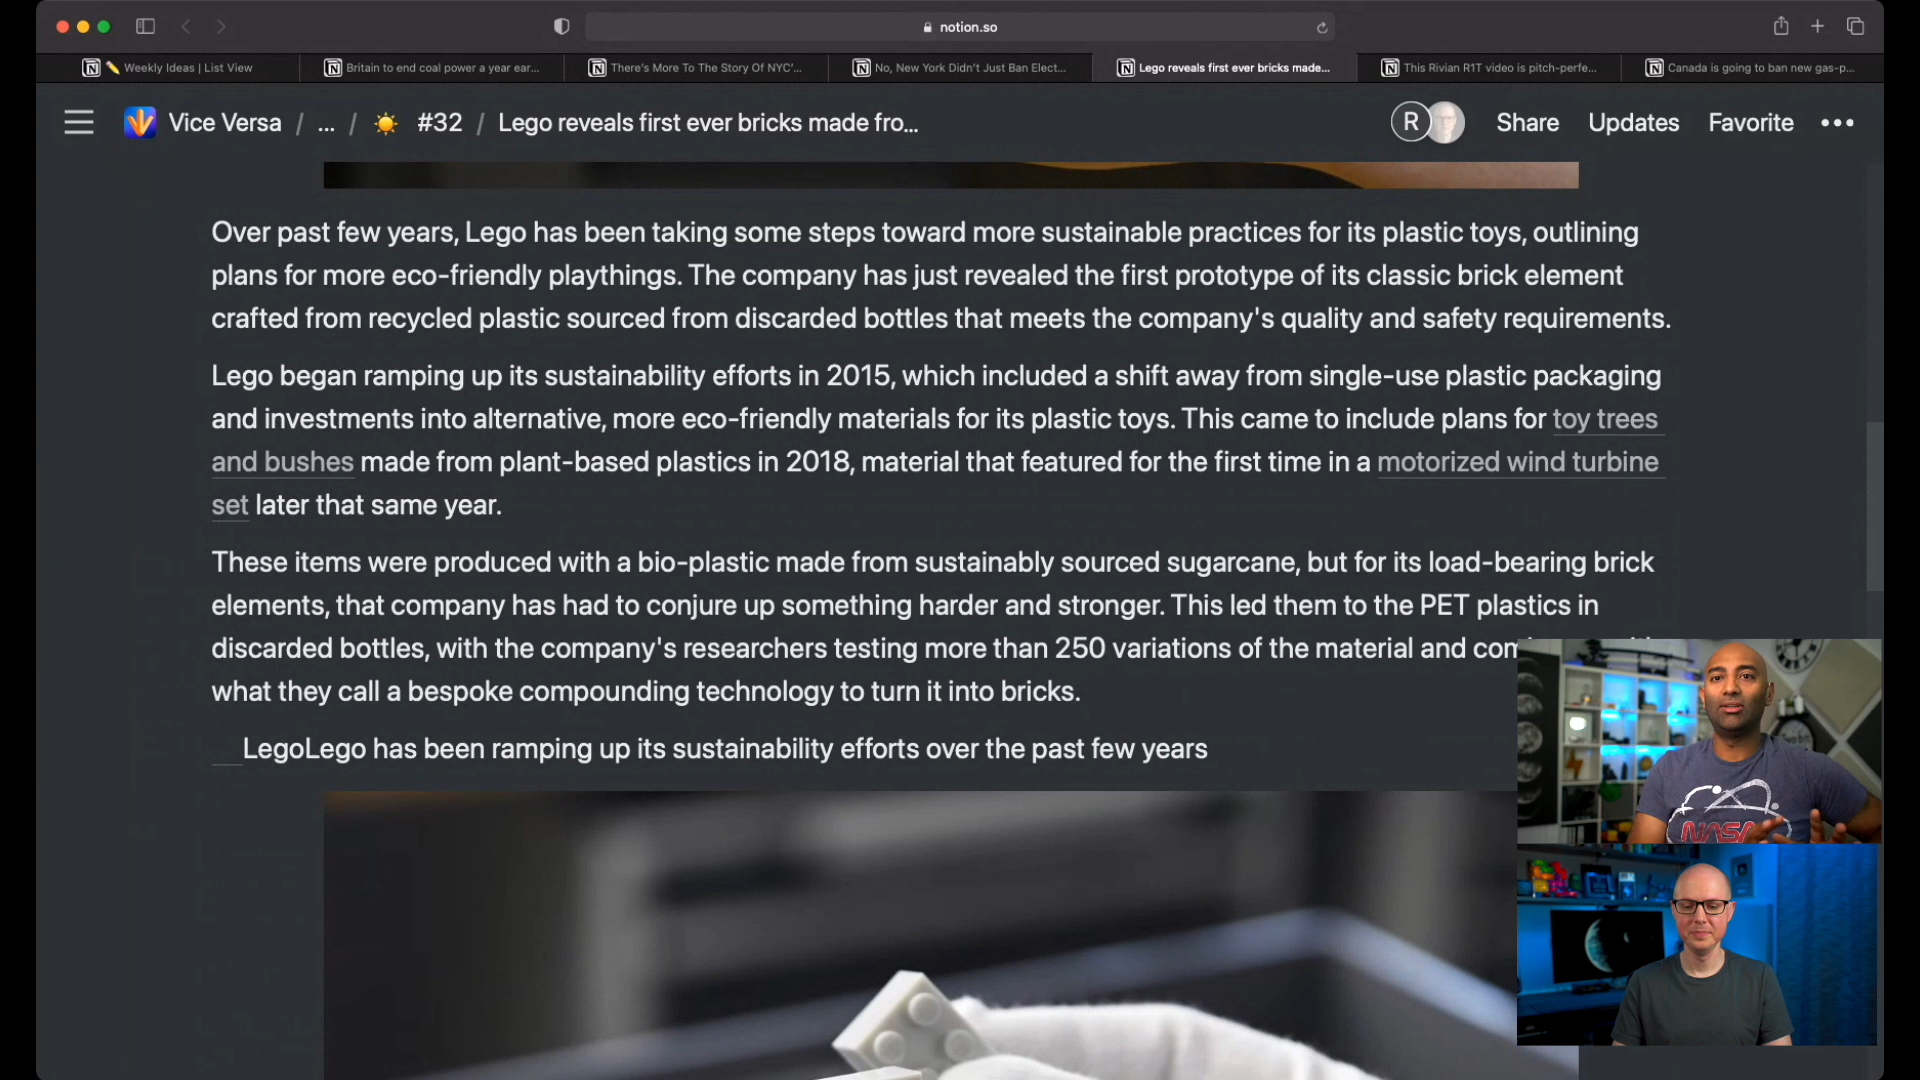 notion.so
Weekly Ideas | List View
Britain to end coal power a year ear...
There's More To The Story Of NYC'...
No, New York Didn't Just Ban Elect...
Lego reveals first ever bricks made...
This Rivian R1T video is pitch-perfe...
Canada is going to ban new gas-p...
Vice Versa / ... / #32 / Lego reveals first ever bricks made fro...
R
Share
Updates
Favorite
Over past few years, Lego has been taking some steps toward more sustainable practices for its plastic toys, outlining
plans for more eco-friendly playthings. The company has just revealed the first prototype of its classic brick element
crafted from recycled plastic sourced from discarded bottles that meets the company's quality and safety requirements.
Lego began ramping up its sustainability efforts in 2015, which included a shift away from single-use plastic packaging
and investments into alternative, more eco-friendly materials for its plastic toys. This came to include plans for toy trees
and bushes made from plant-based plastics in 2018, material that featured for the first time in a motorized wind turbine
set later that same year.
These items were produced with a bio-plastic made from sustainably sourced sugarcane, but for its load-bearing brick
elements, that company has had to conjure up something harder and stronger. This led them to the PET plastics in
discarded bottles, with the company's researchers testing more than 250 variations of the material and
what they call a bespoke compounding technology to turn it into bricks.
LegoLego has been ramping up its sustainability efforts over the past few years
NASA